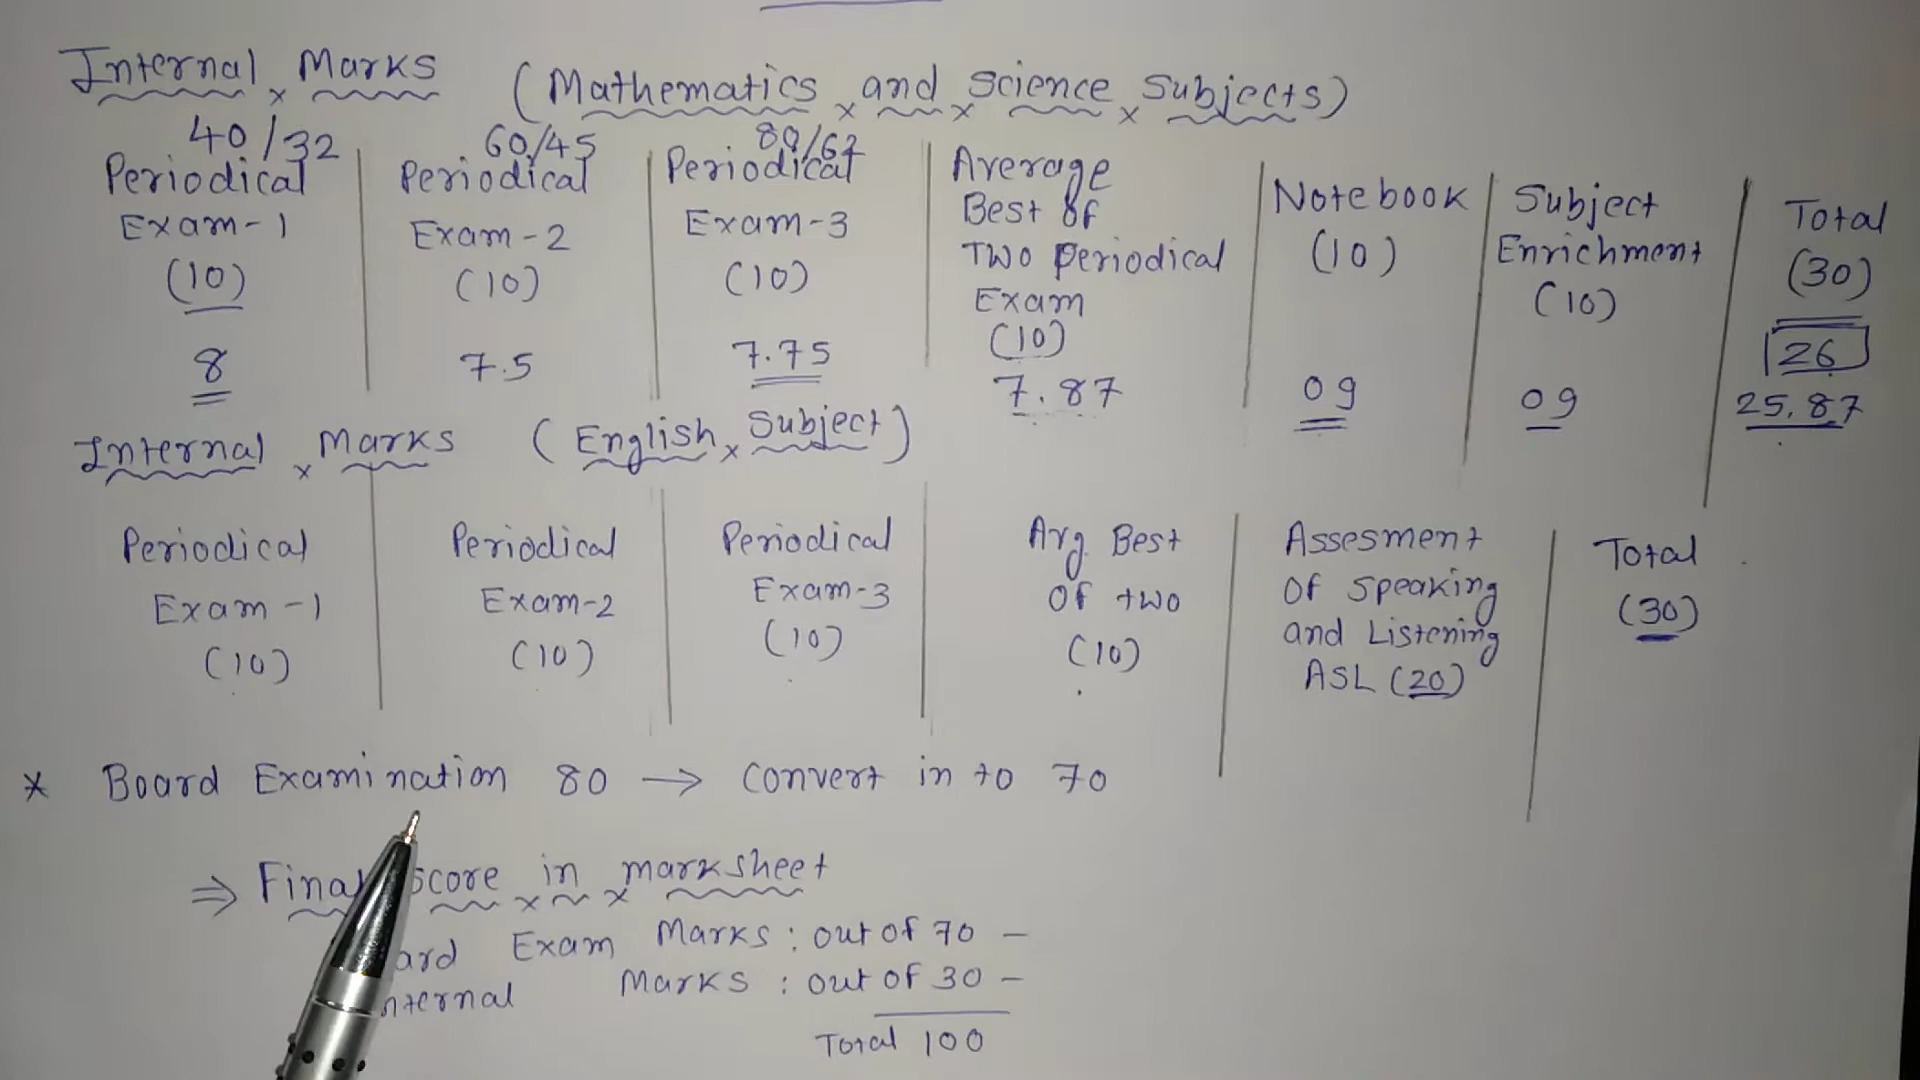 Internal Marks (Mathematics and Science Subjects)
40/32 60/45 80/62
Periodical Exam-1 (10) 8
Periodical Exam-2 (10) 7.5
Periodical Exam-3 (10) 7.75
Average Best of Two Periodical Exam (10) 7.87
Notebook (10) 09
Subject Enrichment (10) 09
Total (30) 26 25.87
Internal Marks (English Subject)
Periodical Exam-1 (10)
Periodical Exam-2 (10)
Periodical Exam-3 (10)
Avg. Best of two (10)
Assesment of speaking and Listening ASL (20)
Total (30)
* Board Examination 80 → Convert in to 70
⇒ Final Score in marksheet
ard Exam Marks : out of 70 -
nternal Marks : out of 30 -
Total 100